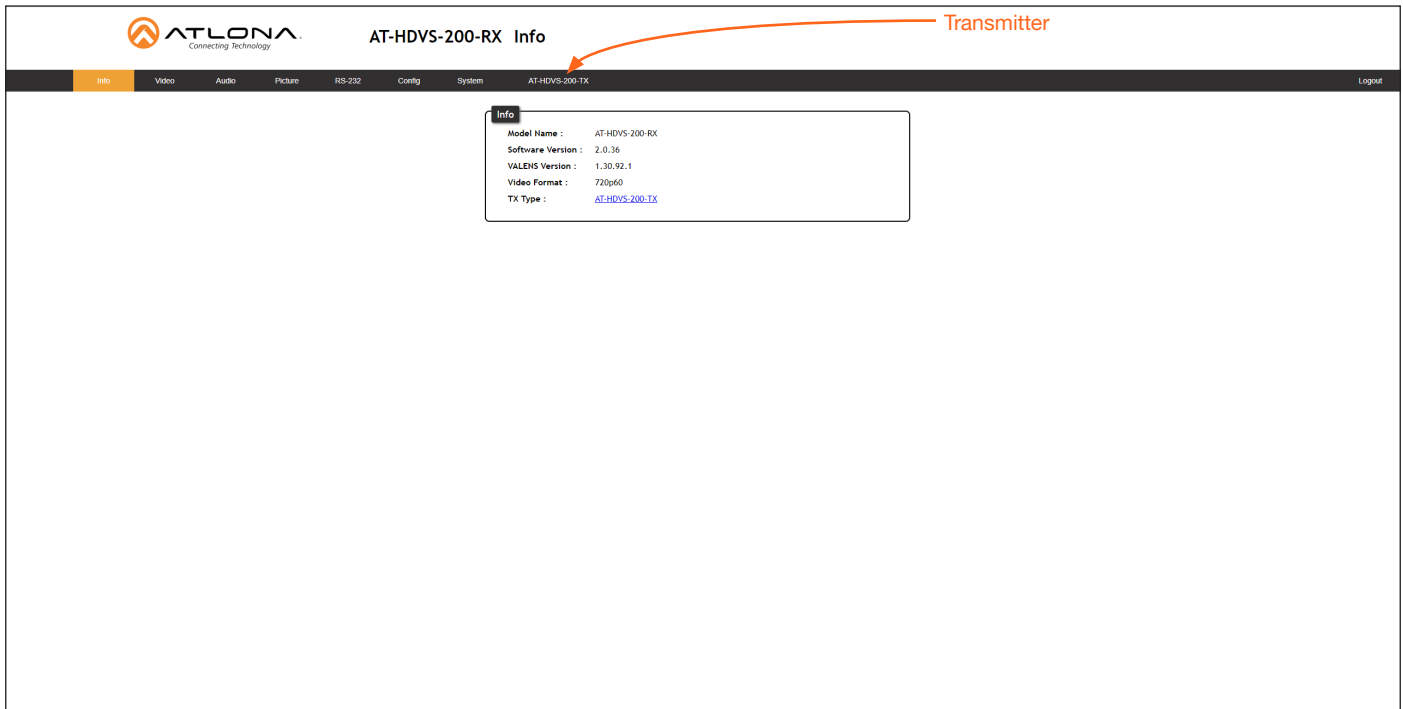 Transmitter
ATLONA.
Connecting Technology
AT-HDVS-200-RX Info
Info Video Audio Picture RS-232 Config System AT-HDVS-200-TX Logout
Info
Model Name : AT-HDVS-200-RX
Software Version : 2.0.36
VALENS Version : 1.30.92.1
Video Format : 720p60
TX Type : AT-HDVS-200-TX